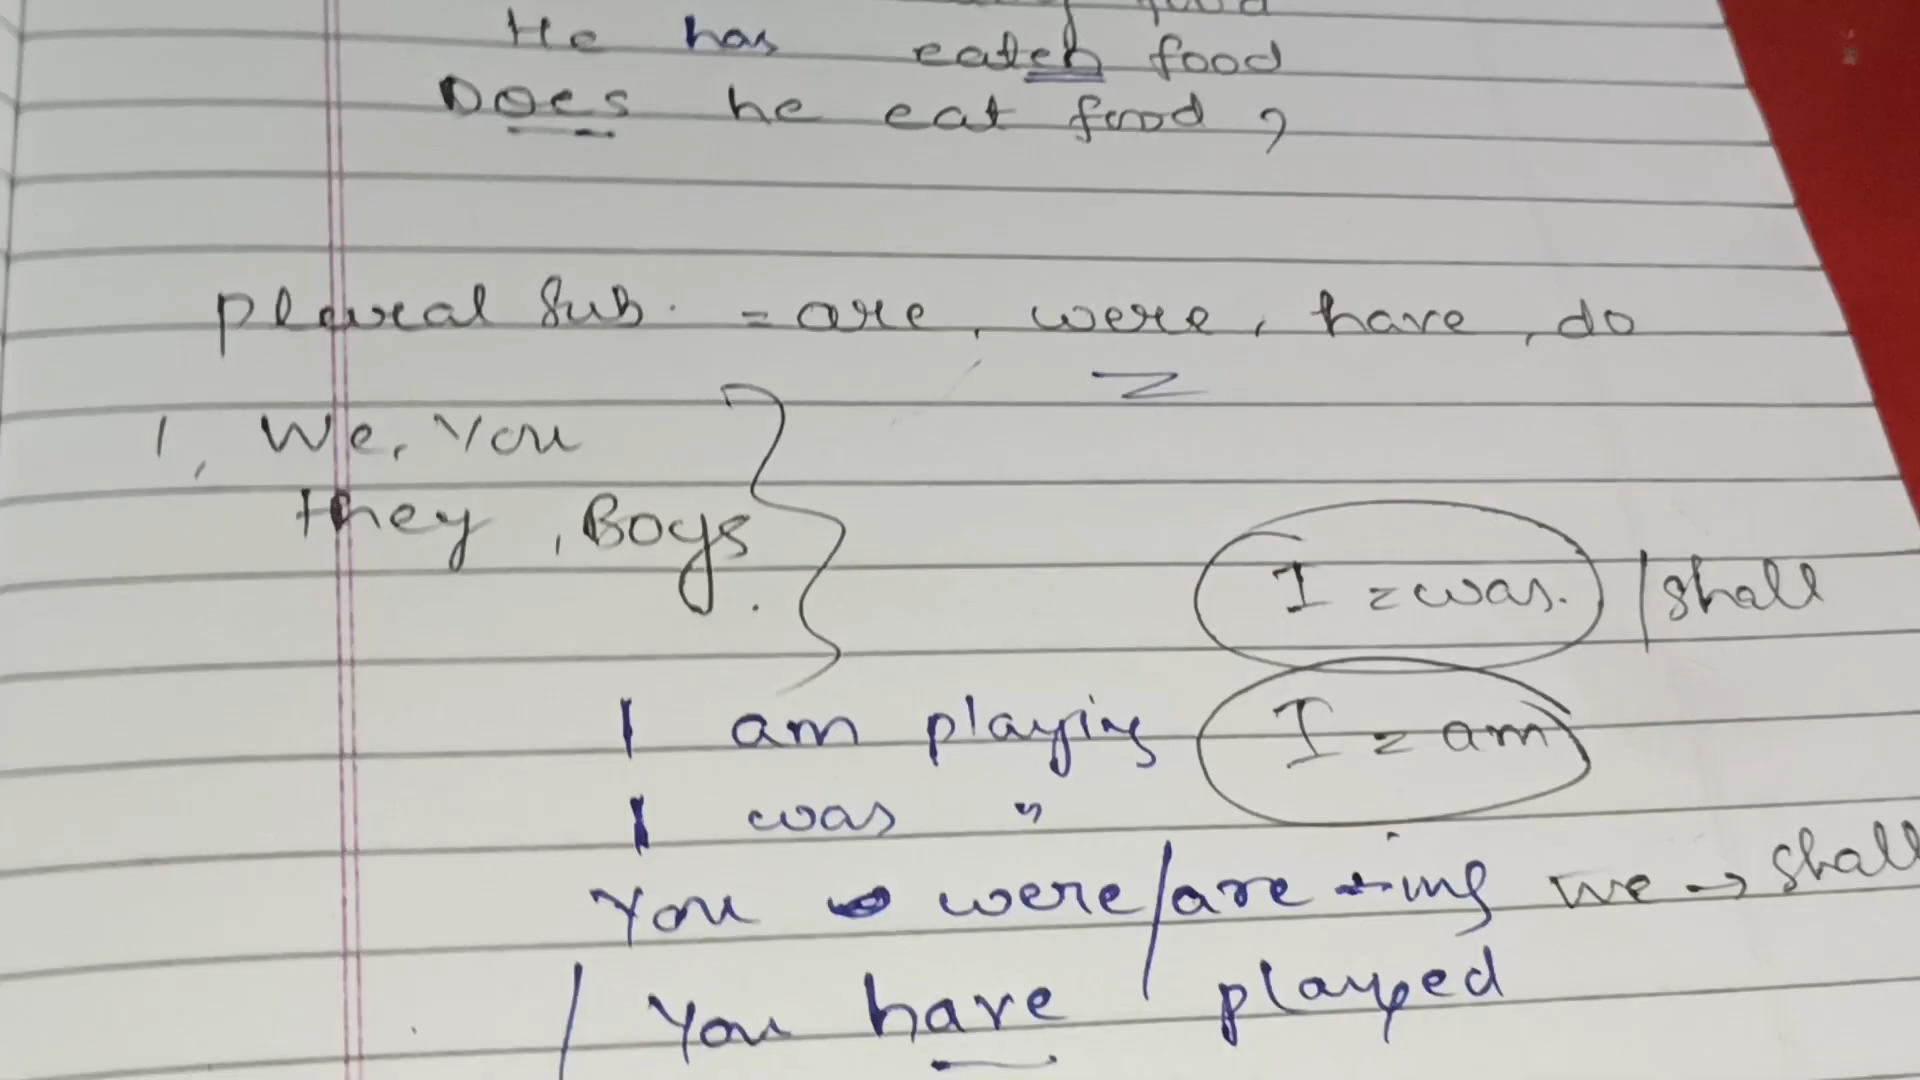 food
He has eaten food
Does he eat food ?
Plural Sub. = are, were, have, do
I, We, You
they, Boys.
I = was. / shall
I am playing I = am
I was "
You were/are -ing we → shall
/ You have played